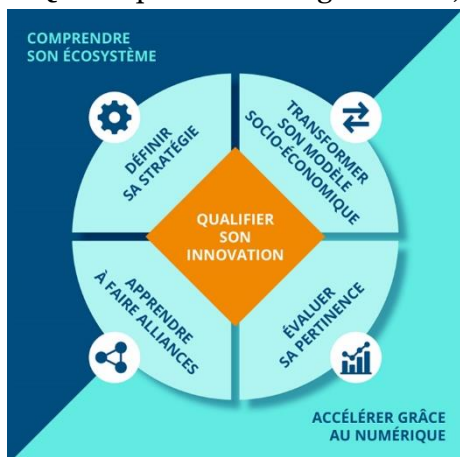 COMPRENDRE
SON ÉCOSYSTÈME
DÉFINIR
SA STRATÉGIE
TRANSFORMER
SON MODÈLE
SOCIO-ÉCONOMIQUE
QUALIFIER
SON
INNOVATION
APPRENDRE
À FAIRE ALLIANCES
ÉVALUER
SA PERTINENCE
ACCÉLÉRER GRÂCE
AU NUMÉRIQUE